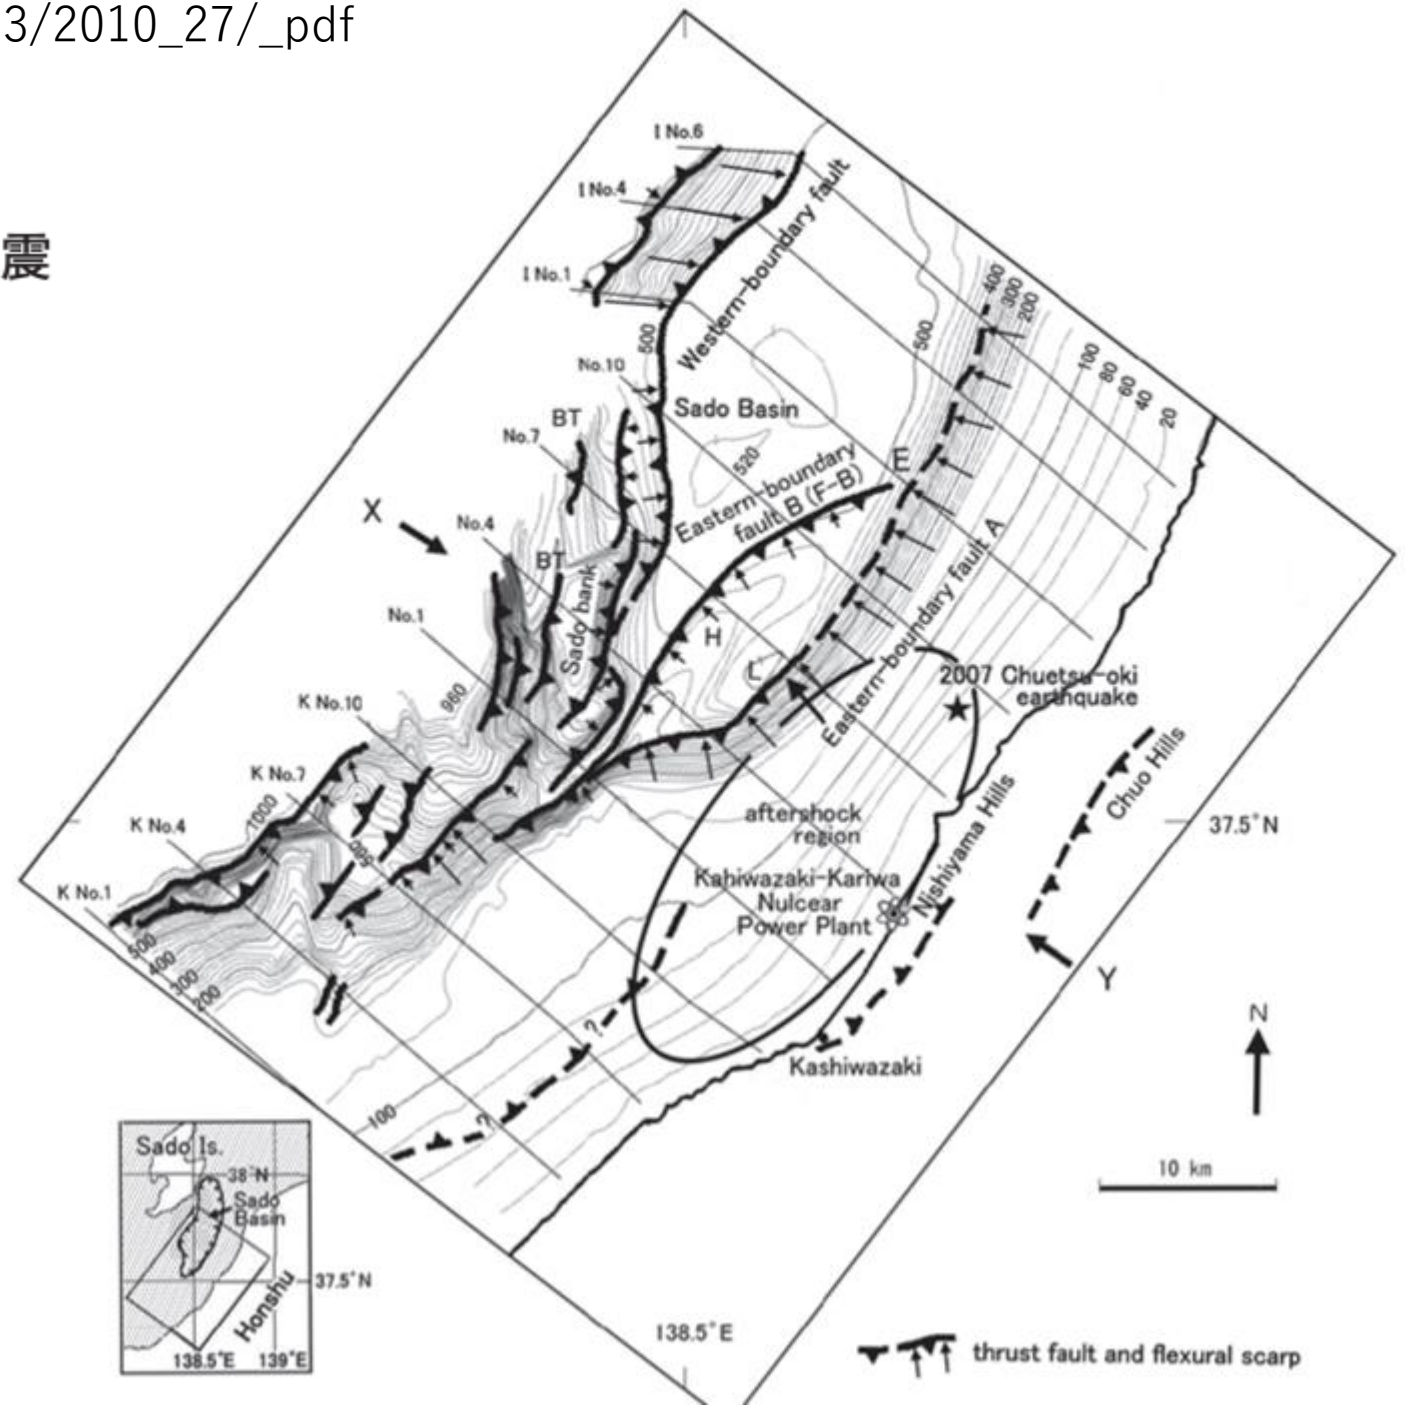 3/2010_27/_pdf
震
I No.6
I No.4
I No.1
Western-boundary fault
500
No.10
Sado Basin
BT
No.7
520
500
400
300
200
100
80
60
40
20
Eastern-boundary
fault B (F-B)
E
X
No.4
BT
Sado bank
No.1
H
L
Eastern-boundary fault A
2007 Chuetsu-oki
earthquake
960
K No.10
K No.7
1000
K No.4
K No.1
500
400
300
200
aftershock
region
Kahiwazaki-Kariwa
Nulcear
Power Plant
Nishiyama Hills
Chuo Hills
37.5°N
Y
N
?
?
100
Kashiwazaki
10 km
Sado Is.
38°N
Sado
Basin
37.5°N
Honshu
138.5°E
139°E
138.5°E
thrust fault and flexural scarp